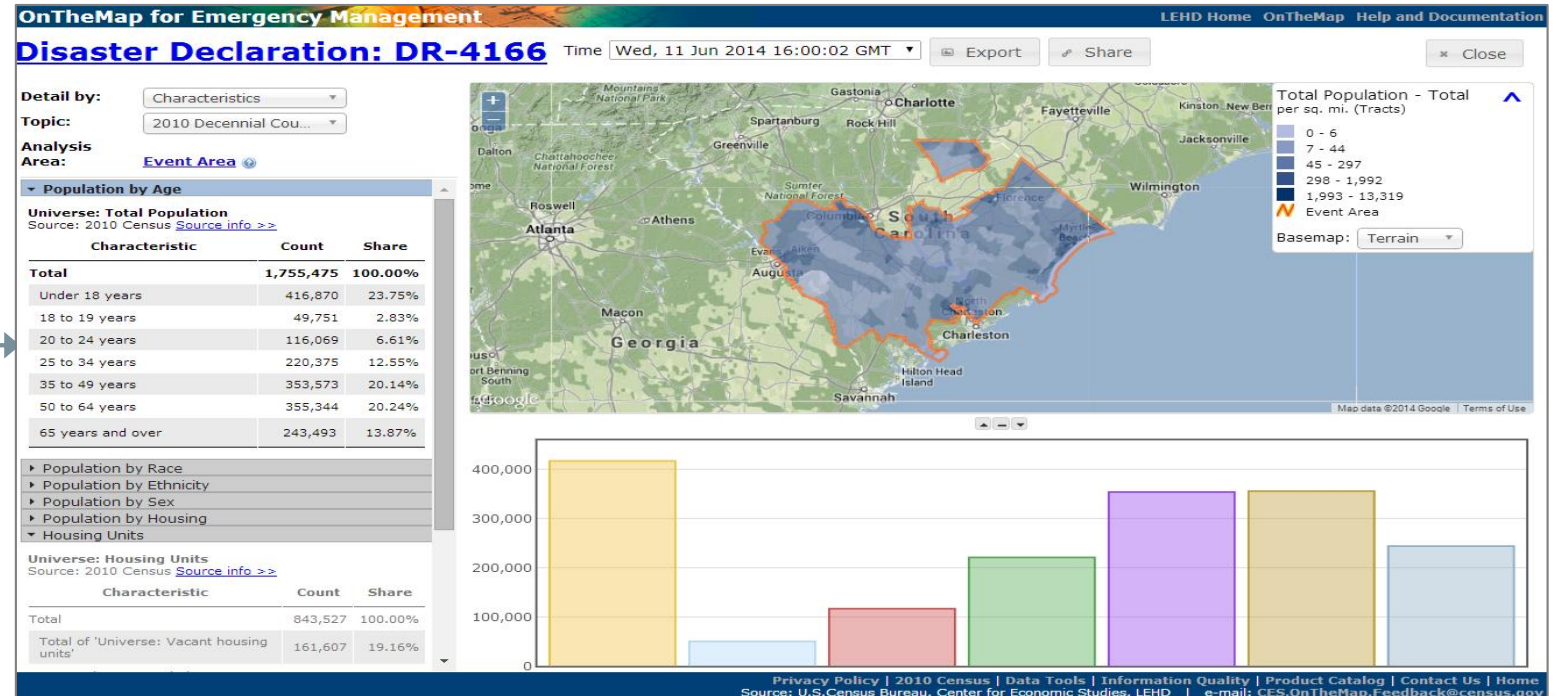 OnTheMap for Emergency Management
LEHD Home OnTheMap Help and Documentation
Disaster Declaration: DR-4166
Time Wed, 11 Jun 2014 16:00:02 GMT
Export
Share
Close
Detail by: Characteristics
Topic: 2010 Decennial Cou...
Analysis
Area: Event Area
Population by Age
Universe: Total Population
Source: 2010 Census Source info >>
Characteristic Count Share
Total 1,755,475 100.00%
Under 18 years 416,870 23.75%
18 to 19 years 49,751 2.83%
20 to 24 years 116,069 6.61%
25 to 34 years 220,375 12.55%
35 to 49 years 353,573 20.14%
50 to 64 years 355,344 20.24%
65 years and over 243,493 13.87%
Population by Race
Population by Ethnicity
Population by Sex
Population by Housing
Housing Units
Universe: Housing Units
Source: 2010 Census Source info >>
Characteristic Count Share
Total 843,527 100.00%
Total of 'Universe: Vacant housing
units' 161,607 19.16%
Mountains
National Park
Gastonia
Charlotte
Fayetteville
Kinston
New Bern
Spartanburg
Rock Hill
Greenville
Jacksonville
Dalton
Chattahoochee
National Forest
Sumter
National Forest
Florence
Wilmington
Roswell
Athens
Columbia
South
Carolina
Atlanta
Myrtle
Beach
Evans
Aiken
Augusta
Macon
North
Charleston
Georgia
Charleston
Hilton Head
Island
Savannah
Google
Map data ©2014 Google
Terms of Use
Total Population - Total
per sq. mi. (Tracts)
0 - 6
7 - 44
45 - 297
298 - 1,992
1,993 - 13,319
Event Area
Basemap: Terrain
400,000
300,000
200,000
100,000
0
Privacy Policy | 2010 Census | Data Tools | Information Quality | Product Catalog | Contact Us | Home
Source: U.S.Census Bureau, Center for Economic Studies, LEHD | e-mail: CES.OnTheMap.Feedback@census.gov